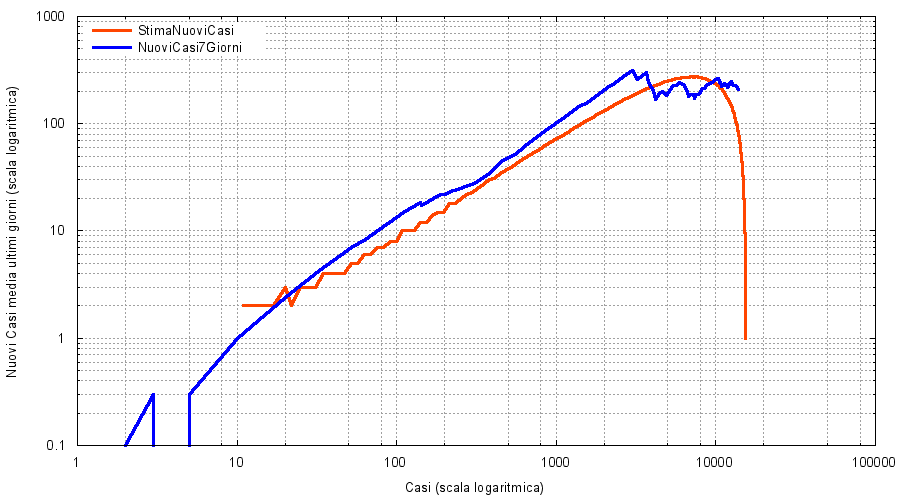 1000
StimaNuoviCasi
NuoviCasi7Giorni
100
10
1
0.1
1
10
100
1000
10000
100000
Nuovi Casi media ultimi giorni (scala logaritmica)
Casi (scala logaritmica)